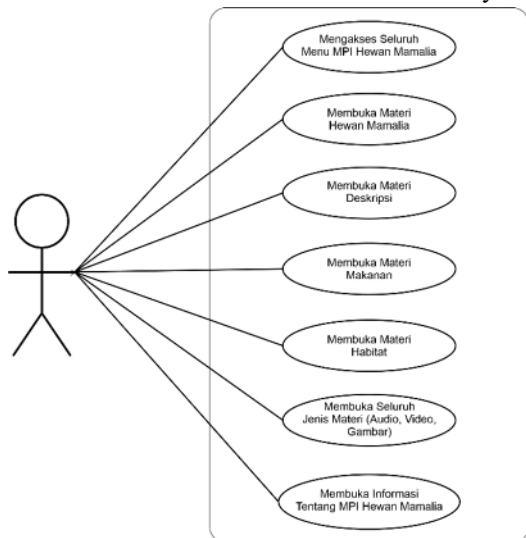 Mengakses Seluruh
Menu MPI Hewan Mamalia
Membuka Materi
Hewan Mamalia
Membuka Materi
Deskripsi
Membuka Materi
Makanan
Membuka Materi
Habitat
Membuka Seluruh
Jenis Materi (Audio, Video,
Gambar)
Membuka Informasi
Tentang MPI Hewan Mamalia